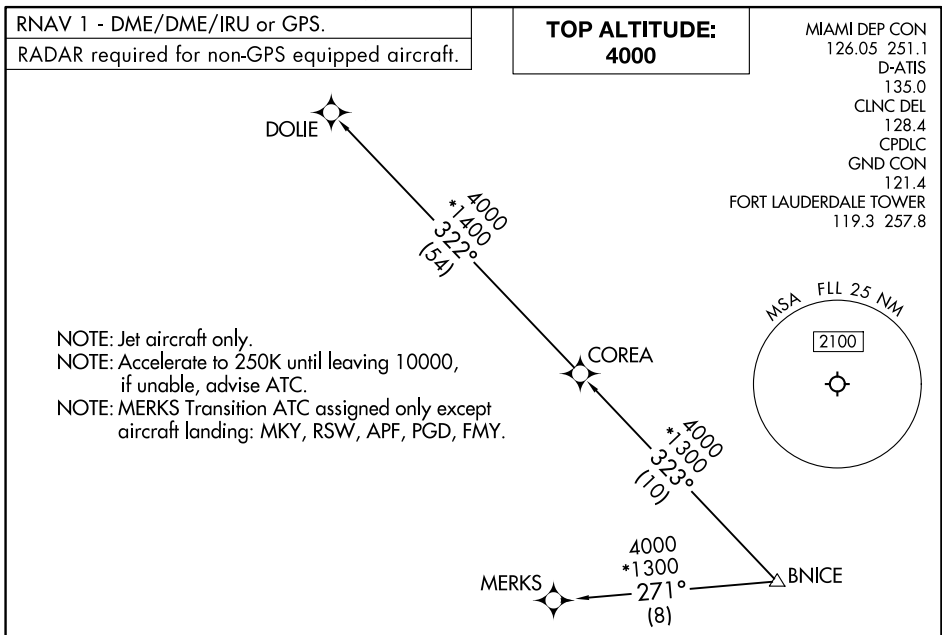 RNAV 1 - DME/DME/IRU or GPS.
RADAR required for non-GPS equipped aircraft.
TOP ALTITUDE:
4000
MIAMI DEP CON
126.05 251.1
D-ATIS
135.0
CLNC DEL
128.4
CPDLC
GND CON
121.4
FORT LAUDERDALE TOWER
119.3 257.8
DOLIE
4000
*1400
322°
(54)
MSA FLL 25 NM
2100
NOTE: Jet aircraft only.
NOTE: Accelerate to 250K until leaving 10000,
if unable, advise ATC.
NOTE: MERKS Transition ATC assigned only except
aircraft landing: MKY, RSW, APF, PGD, FMY.
COREA
4000
*1300
323°
(10)
4000
*1300
271°
(8)
MERKS
BNICE